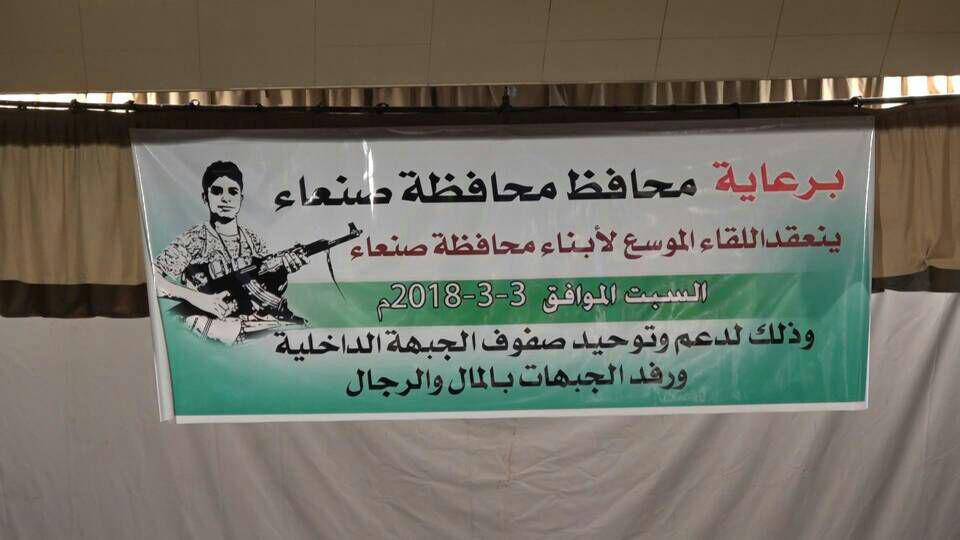 برعاية محافظ محافظة صنعاء
ينعقد اللقاء الموسع لأبناء محافظة صنعاء
السبت الموافق 3-3-2018م
وذلك لدعم وتوحيد صفوف الجبهة الداخلية
ورفد الجبهات بالمال والرجال